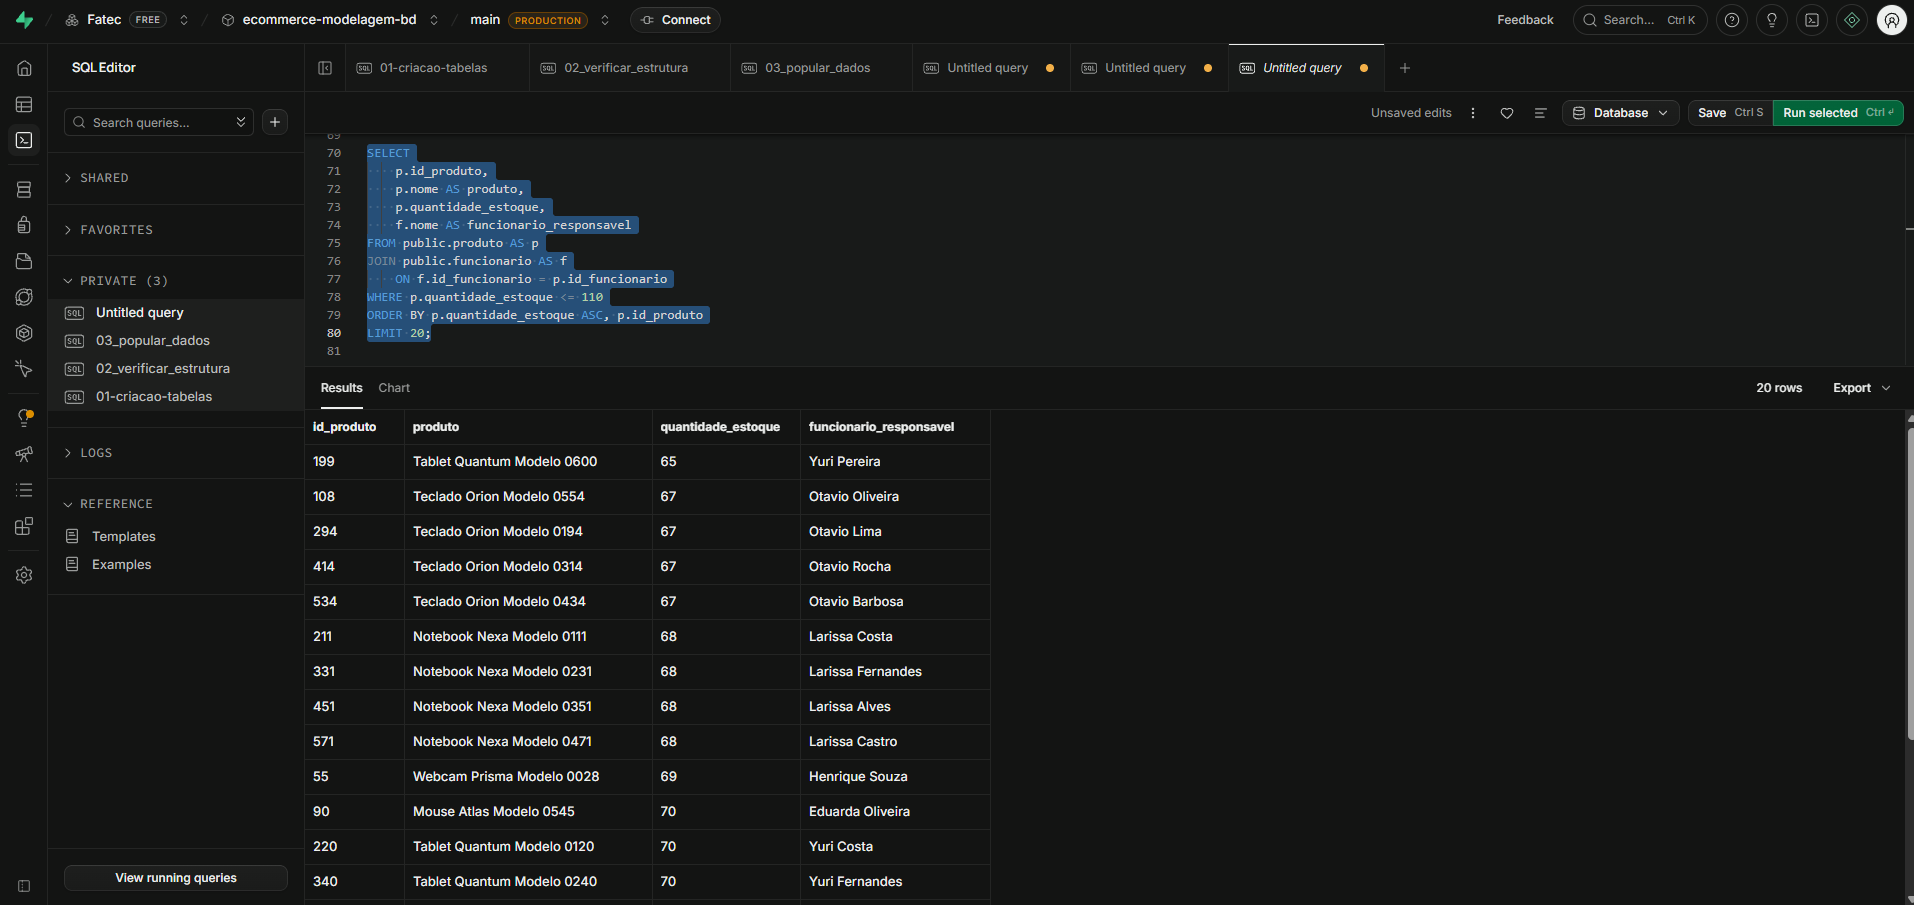 Fatec FREE / ecommerce-modelagem-bd / main PRODUCTION Connect Feedback Search... Ctrl K
SQL Editor
01-criacao-tabelas 02_verificar_estrutura 03_popular_dados Untitled query Untitled query Untitled query
Search queries...
Unsaved edits Database Save Ctrl S Run selected Ctrl ↵
SHARED
FAVORITES
PRIVATE (3)
Untitled query
03_popular_dados
02_verificar_estrutura
01-criacao-tabelas
LOGS
REFERENCE
Templates
Examples
View running queries
69
70 SELECT
71 p.id_produto,
72 p.nome AS produto,
73 p.quantidade_estoque,
74 f.nome AS funcionario_responsavel
75 FROM public.produto AS p
76 JOIN public.funcionario AS f
77 ON f.id_funcionario = p.id_funcionario
78 WHERE p.quantidade_estoque <= 110
79 ORDER BY p.quantidade_estoque ASC, p.id_produto
80 LIMIT 20;
81
Results Chart 20 rows Export
id_produto produto quantidade_estoque funcionario_responsavel
199 Tablet Quantum Modelo 0600 65 Yuri Pereira
108 Teclado Orion Modelo 0554 67 Otavio Oliveira
294 Teclado Orion Modelo 0194 67 Otavio Lima
414 Teclado Orion Modelo 0314 67 Otavio Rocha
534 Teclado Orion Modelo 0434 67 Otavio Barbosa
211 Notebook Nexa Modelo 0111 68 Larissa Costa
331 Notebook Nexa Modelo 0231 68 Larissa Fernandes
451 Notebook Nexa Modelo 0351 68 Larissa Alves
571 Notebook Nexa Modelo 0471 68 Larissa Castro
55 Webcam Prisma Modelo 0028 69 Henrique Souza
90 Mouse Atlas Modelo 0545 70 Eduarda Oliveira
220 Tablet Quantum Modelo 0120 70 Yuri Costa
340 Tablet Quantum Modelo 0240 70 Yuri Fernandes